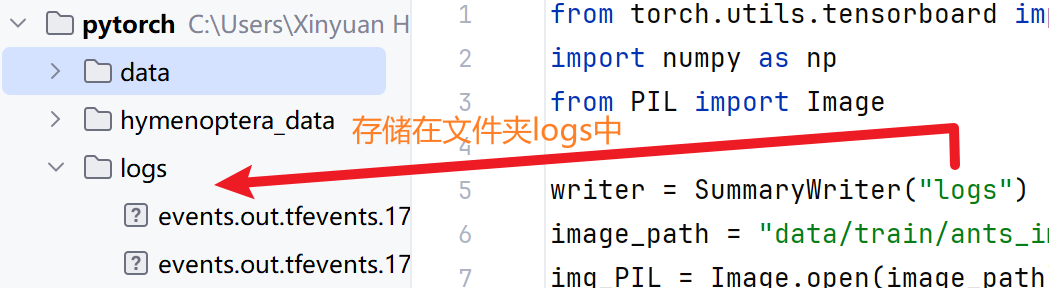 pytorch C:\Users\Xinyuan H
data
hymenoptera_data
logs
events.out.tfevents.17
events.out.tfevents.17
存储在文件夹logs中
1 from torch.utils.tensorboard imp
2 import numpy as np
3 from PIL import Image
4
5 writer = SummaryWriter("logs")
6 image_path = "data/train/ants_im
7 img_PIL = Image.open(image_path